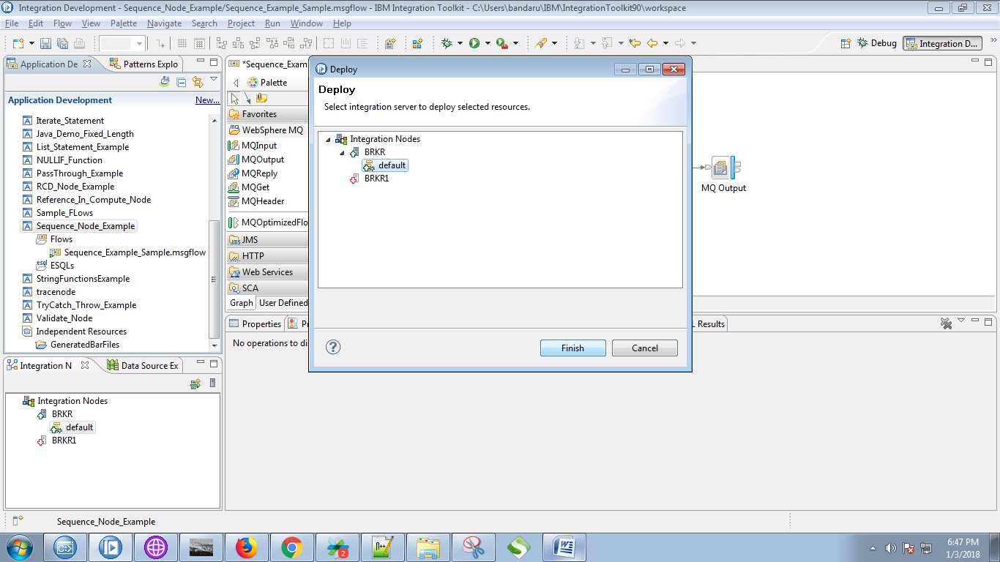 Integration Development - Sequence_Node_Example/Sequence_Example_Sample.msgflow - IBM Integration Toolkit - C:\Users\bandaru\IBM\IntegrationToolkit90\workspace
File Edit Flow View Palette Navigate Search Project Run Window Help
Debug Integration D...
Application De Patterns Explo
Application Development New...
Iterate_Statement
Java_Demo_Fixed_Length
List_Statement_Example
NULLIF_Function
PassThrough_Example
RCD_Node_Example
Reference_In_Compute_Node
Sample_FLows
Sequence_Node_Example
Flows
Sequence_Example_Sample.msgflow
esql ESQLs
StringFunctionsExample
tracenode
TryCatch_Throw_Example
Validate_Node
Independent Resources
GeneratedBarFiles
Integration N Data Source Ex
Integration Nodes
BRKR
default
BRKR1
*Sequence_Exam
Palette
Favorites
WebSphere MQ
MQInput
MQOutput
MQReply
MQGet
MQHeader
MQOptimizedFlo
JMS
HTTP
Web Services
SCA
Graph User Defined
Deploy
Deploy
Select integration server to deploy selected resources.
Integration Nodes
BRKR
default
BRKR1
? Finish Cancel
MQ Output
Properties Results
No operations to dis
Sequence_Node_Example
C:\>
2
6:47 PM
1/3/2018